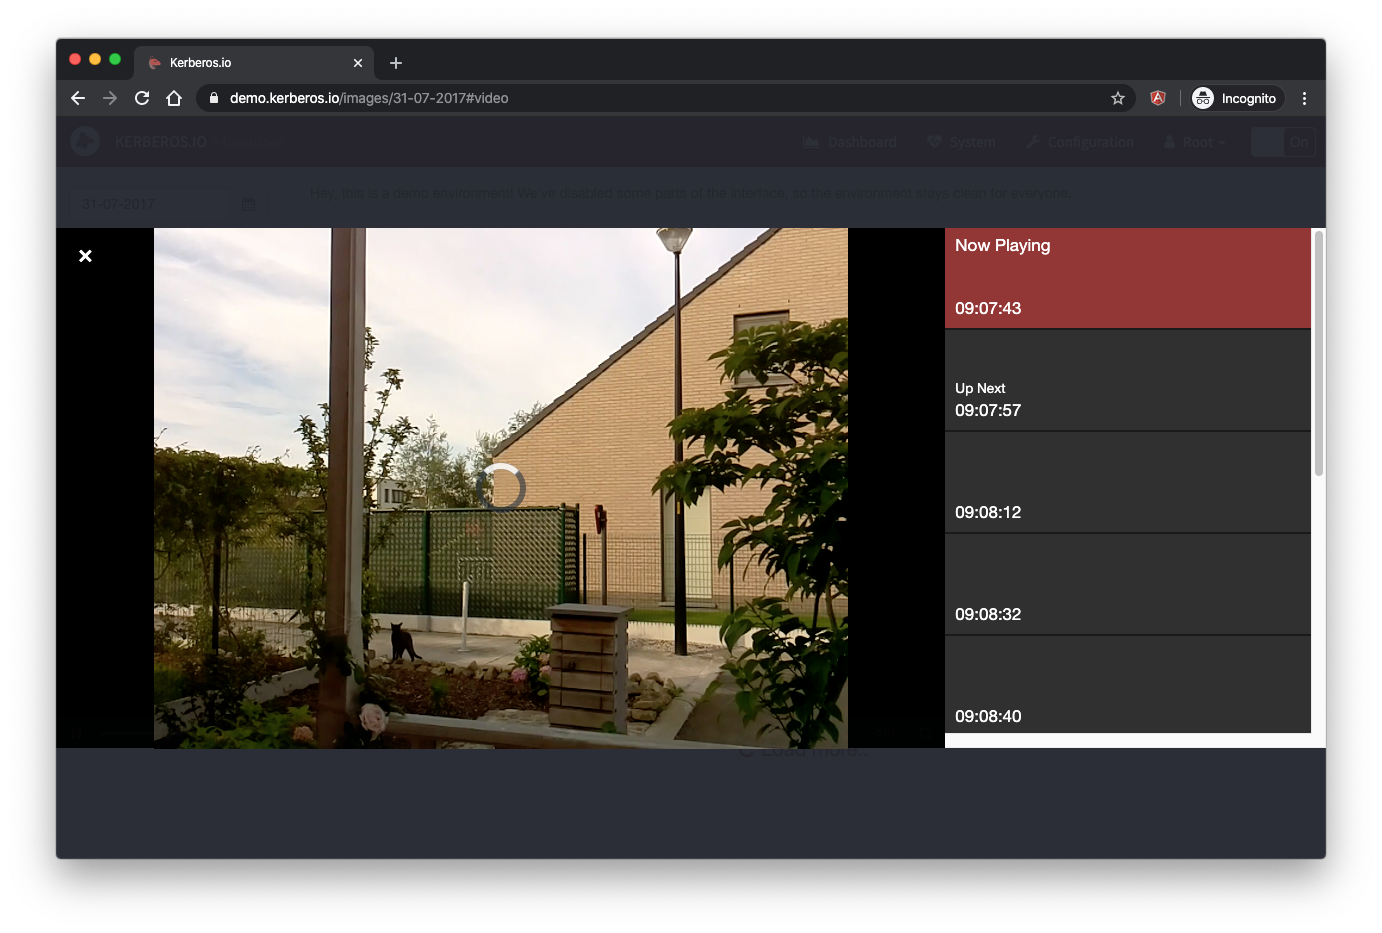 Kerberos.io
demo.kerberos.io/images/31-07-2017#video
Incognito
KERBEROS.IO
Dashboard
System
Configuration
Root
On
Hey, this is a demo environment! We've disabled some parts of the interface, so the environment stays clean for everyone.
31-07-2017
Now Playing
09:07:43
Up Next
09:07:57
09:08:12
09:08:32
09:08:40
Load more..